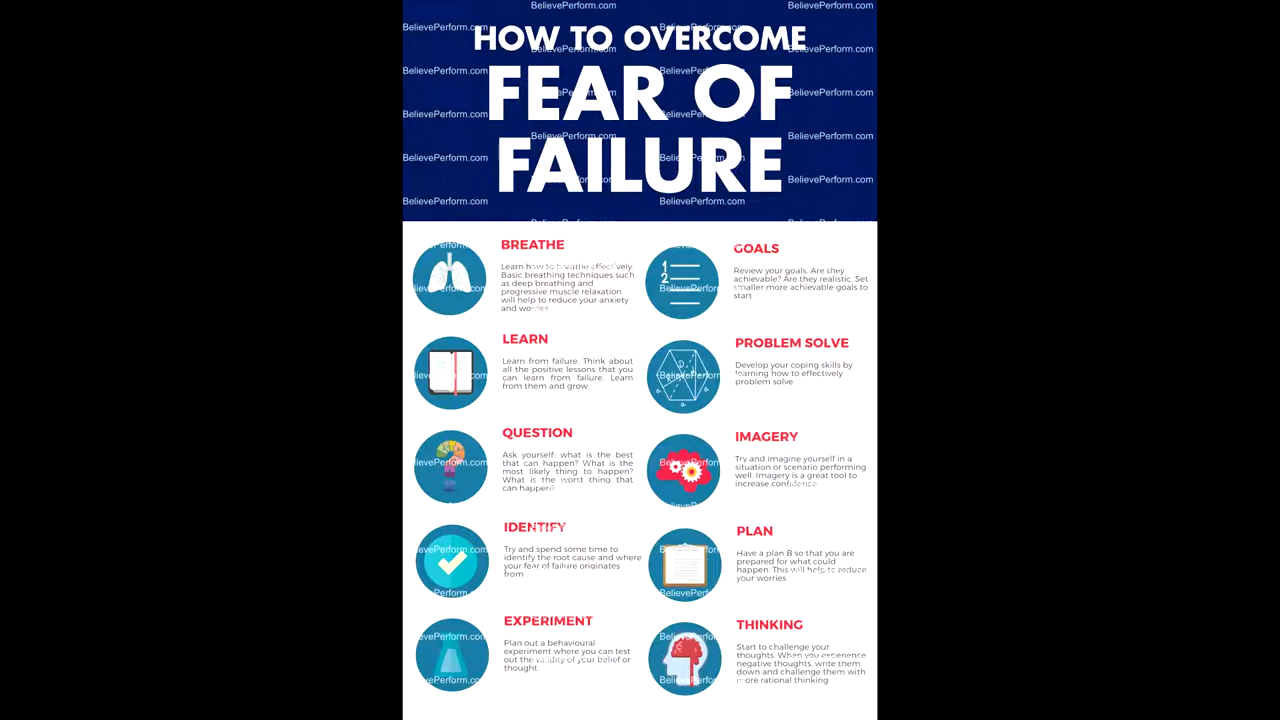 HOW TO OVERCOME
FEAR OF
FAILURE
BelievePerform.com
BREATHE
Learn how to breathe effectively.
Basic breathing techniques such
as deep breathing and
progressive muscle relaxation
will help to reduce your anxiety
and worries
LEARN
Learn from failure. Think about
all the positive lessons that you
can learn from failure. Learn
from them and grow.
QUESTION
Ask yourself: what is the best
that can happen? What is the
most likely thing to happen?
What is the worst thing that
can happen?
IDENTIFY
Try and spend some time to
identify the root cause and where
your fear of failure originates
from
EXPERIMENT
Plan out a behavioural
experiment where you can test
out the validity of your belief or
thought
GOALS
1
2
Review your goals. Are they
achievable? Are they realistic. Set
smaller more achievable goals to
start
PROBLEM SOLVE
Develop your coping skills by
learning how to effectively
problem solve
IMAGERY
Try and imagine yourself in a
situation or scenario performing
well. Imagery is a great tool to
increase confidence
PLAN
Have a plan B so that you are
prepared for what could
happen. This will help to reduce
your worries
THINKING
Start to challenge your
thoughts. When you experience
negative thoughts, write them
down and challenge them with
more rational thinking